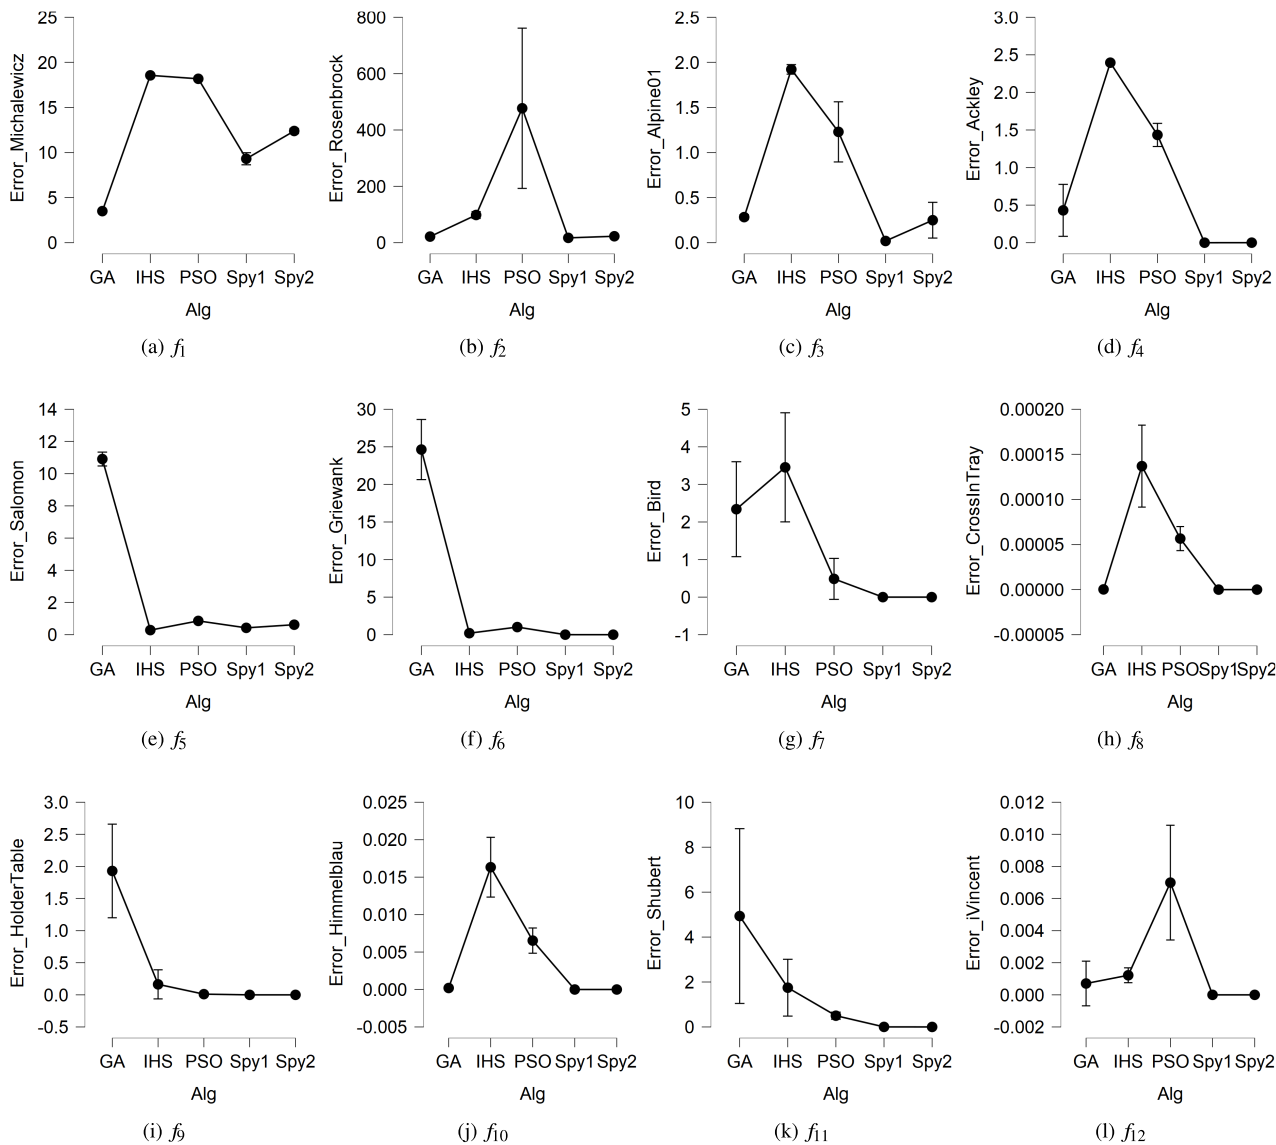 Error_Michalewicz
25
20
15
10
5
0
GA IHS PSO Spy1 Spy2
Alg
(a) f1
Error_Rosenbrock
800
600
400
200
0
GA IHS PSO Spy1 Spy2
Alg
(b) f2
Error_Alpine01
2.5
2.0
1.5
1.0
0.5
0.0
GA IHS PSO Spy1 Spy2
Alg
(c) f3
Error_Ackley
3.0
2.5
2.0
1.5
1.0
0.5
0.0
GA IHS PSO Spy1 Spy2
Alg
(d) f4
Error_Salomon
14
12
10
8
6
4
2
0
GA IHS PSO Spy1 Spy2
Alg
(e) f5
Error_Griewank
30
25
20
15
10
5
0
GA IHS PSO Spy1 Spy2
Alg
(f) f6
Error_Bird
5
4
3
2
1
0
-1
GA IHS PSO Spy1 Spy2
Alg
(g) f7
Error_CrossInTray
0.00020
0.00015
0.00010
0.00005
0.00000
-0.00005
GA IHS PSO Spy1 Spy2
Alg
(h) f8
Error_HolderTable
3.0
2.5
2.0
1.5
1.0
0.5
0.0
-0.5
GA IHS PSO Spy1 Spy2
Alg
(i) f9
Error_Himmelblau
0.025
0.020
0.015
0.010
0.005
0.000
-0.005
GA IHS PSO Spy1 Spy2
Alg
(j) f10
Error_Shubert
10
8
6
4
2
0
GA IHS PSO Spy1 Spy2
Alg
(k) f11
Error_iVincent
0.012
0.010
0.008
0.006
0.004
0.002
0.000
-0.002
GA IHS PSO Spy1 Spy2
Alg
(l) f12